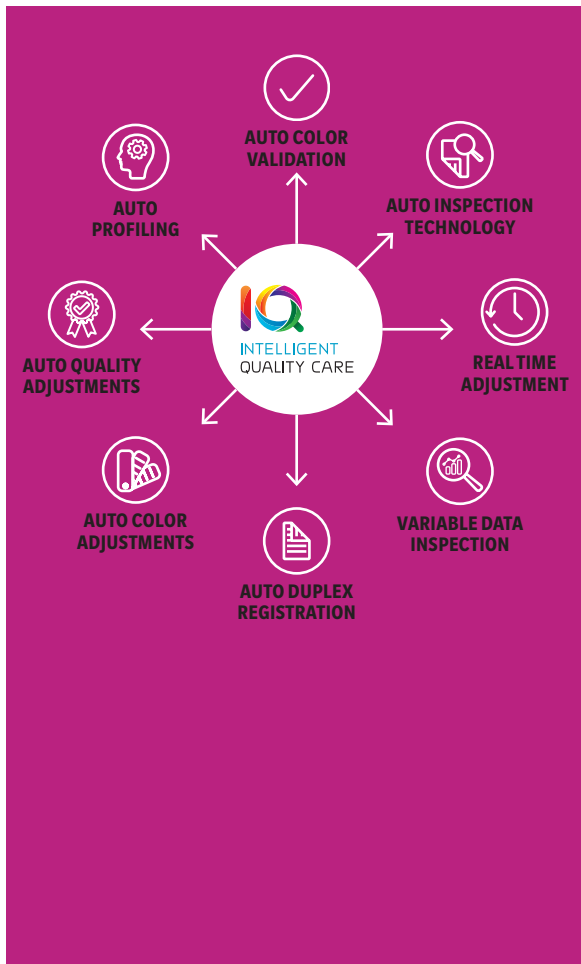 AUTO COLOR
VALIDATION
AUTO
PROFILING
AUTO INSPECTION
TECHNOLOGY
IQ
INTELLIGENT
QUALITY CARE
AUTO QUALITY
ADJUSTMENTS
REAL TIME
ADJUSTMENT
AUTO COLOR
ADJUSTMENTS
VARIABLE DATA
INSPECTION
AUTO DUPLEX
REGISTRATION